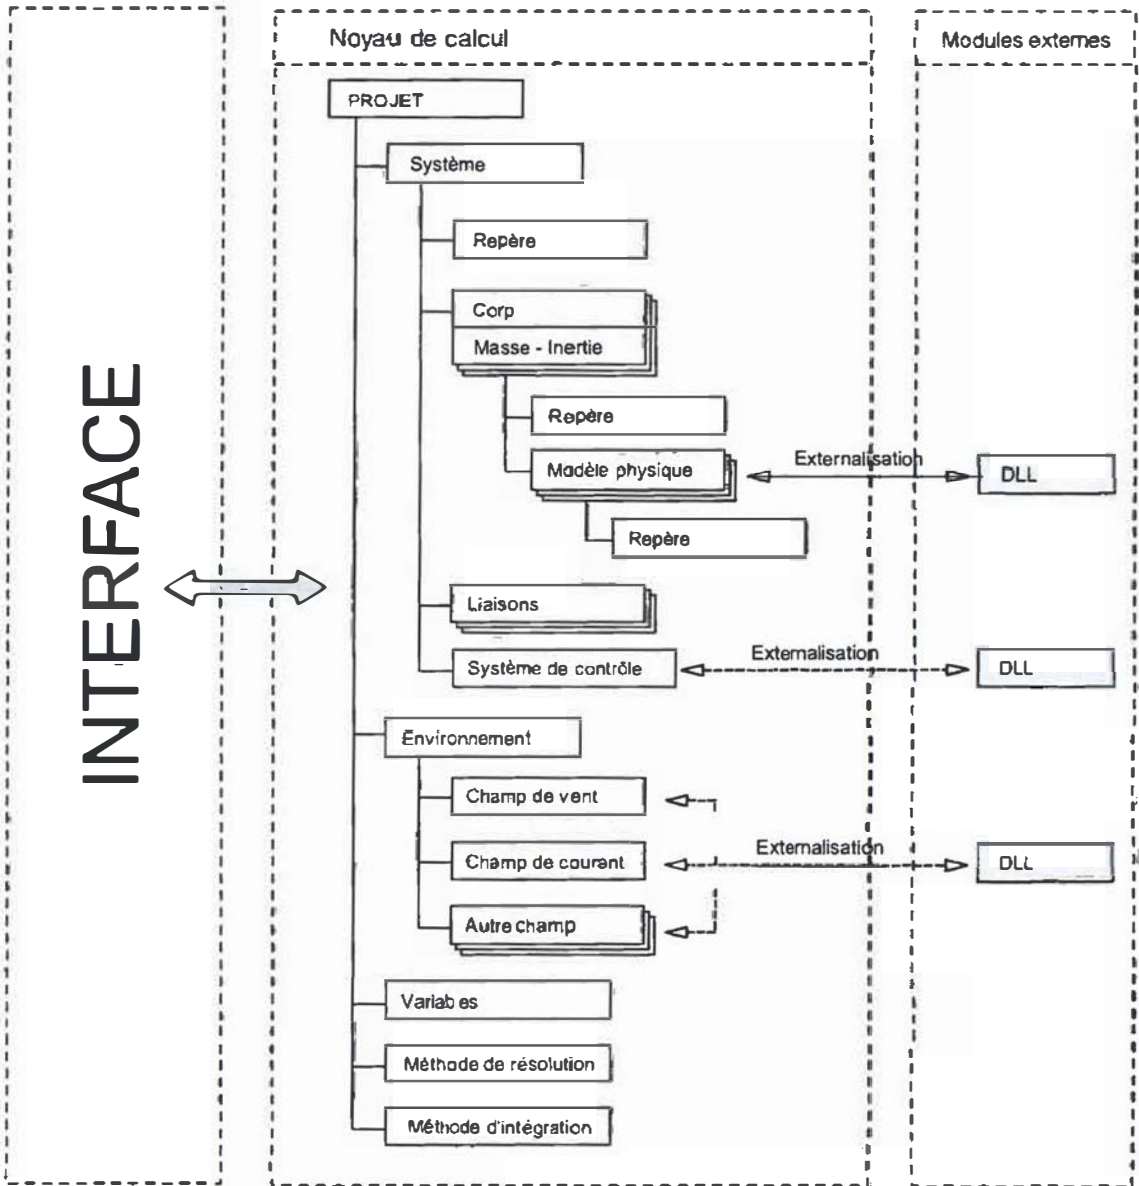 INTERFACE
Noyau de calcul
PROJET
Système
Repère
Corp
Masse - Inertie
Repère
Modèle physique
Repère
Liaisons
Système de contrôle
Environnement
Champ de vent
Champ de courant
Autre champ
Variab es
Méthode de résolution
Méthode d'intégration
Externalisation
Externalisation
Externalisation
Modules externes
DLL
DLL
DLL